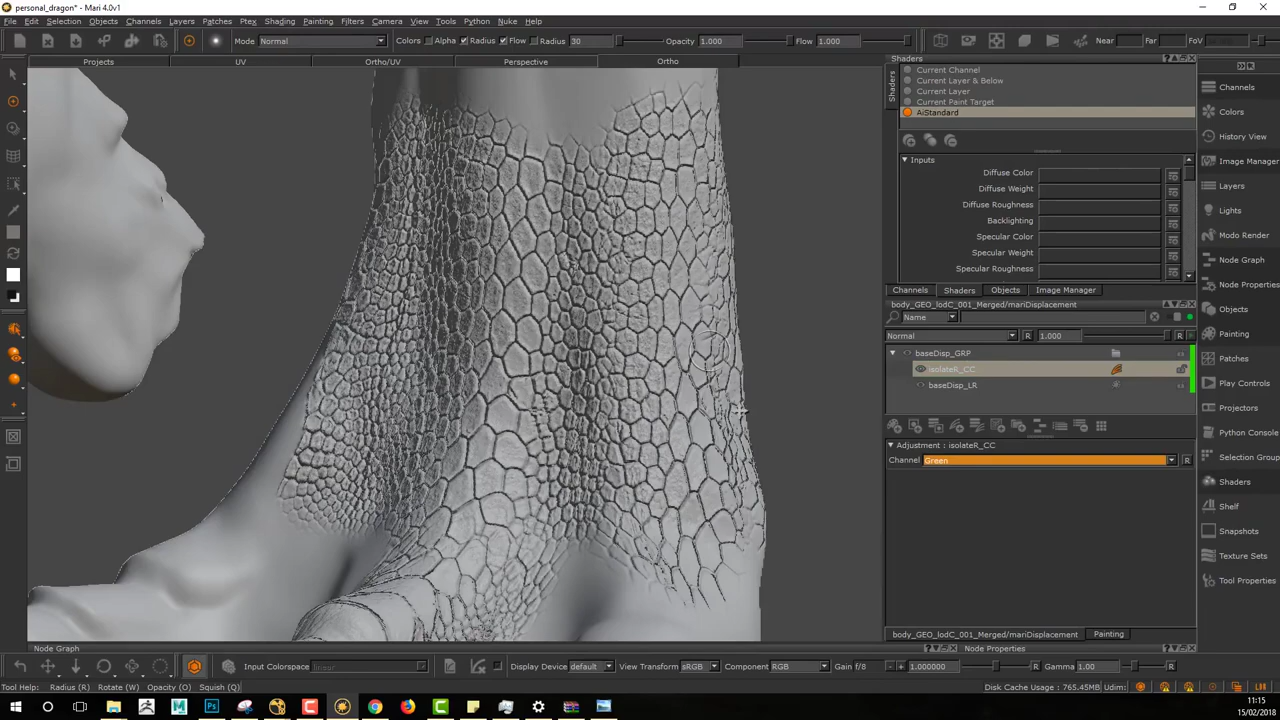 personal_dragon* - Mari 4.0v1
File Edit Selection Objects Channels Layers Patches Ptex Shading Painting Filters Camera Tools View Python Nuke Help
Mode Normal Colors Alpha Radius Flow Radius 30 Opacity 1.000 Flow 1.000 Near Far FoV
Projects UV Ortho/UV Perspective Ortho
Shaders
Shaders
Current Channel
Current Layer & Below
Current Layer
Current Paint Target
AiStandard
Inputs
Diffuse Color
Diffuse Weight
Diffuse Roughness
Backlighting
Specular Color
Specular Weight
Specular Roughness
Channels Shaders Objects Image Manager
body_GEO_lodC_001_Merged/mariDisplacement
Name
Normal R 1.000 R
baseDisp_GRP
isolateR_CC
baseDisp_LR
Adjustment : isolateR_CC
Channel Green R
body_GEO_lodC_001_Merged/mariDisplacement Painting
Channels
Colors
History View
Image Manager
Layers
Lights
Modo Render
Node Graph
Node Properties
Objects
Painting
Patches
Play Controls
Projectors
Python Console
Selection Group
Shaders
Shelf
Snapshots
Texture Sets
Tool Properties
Node Graph Node Properties
Input Colorspace linear Display Device default View Transform sRGB Component RGB Gain f/8 1.000000 R Gamma 1.00 R
Tool Help: Radius (R) Rotate (W) Opacity (O) Squish (Q) Disk Cache Usage : 765.45MB Udim:
11:15
15/02/2018